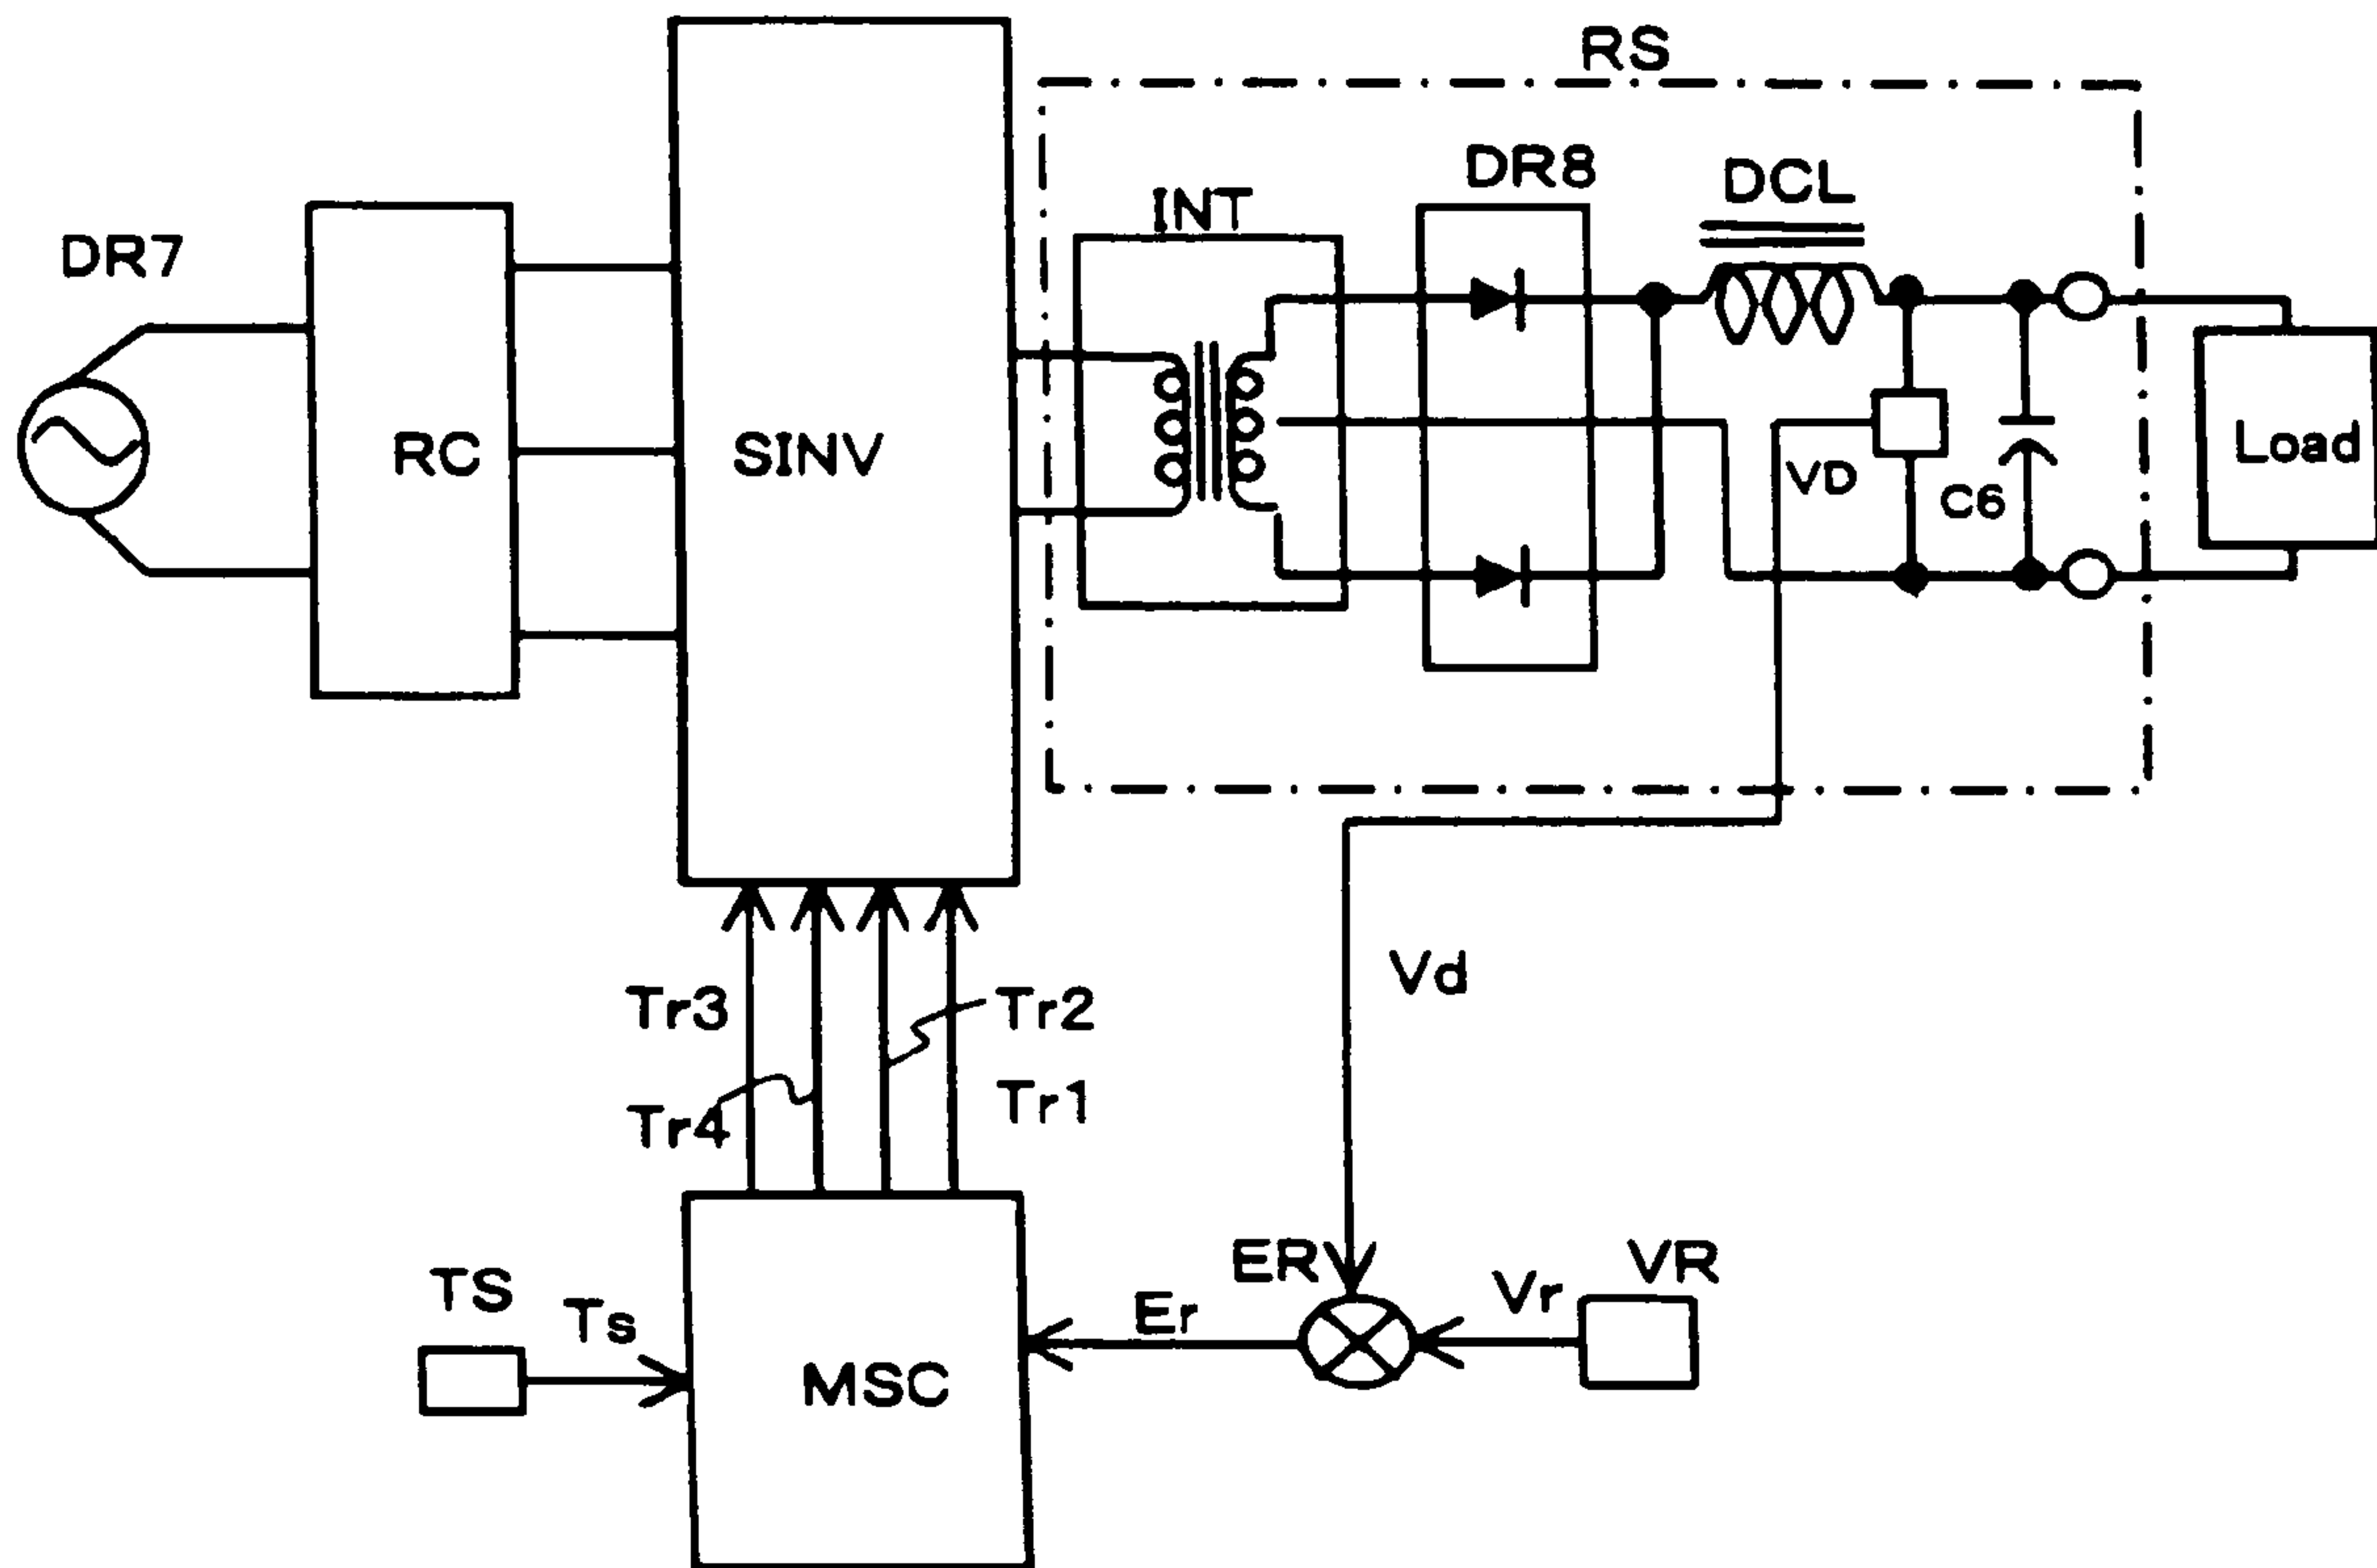 RS
DR8
DCL
INT
DR7
RC
SINV
VD
C6
Load
Vd
Tr3
Tr2
Tr4
Tr1
ER
VR
Vr
TS
Ts
Er
MSC